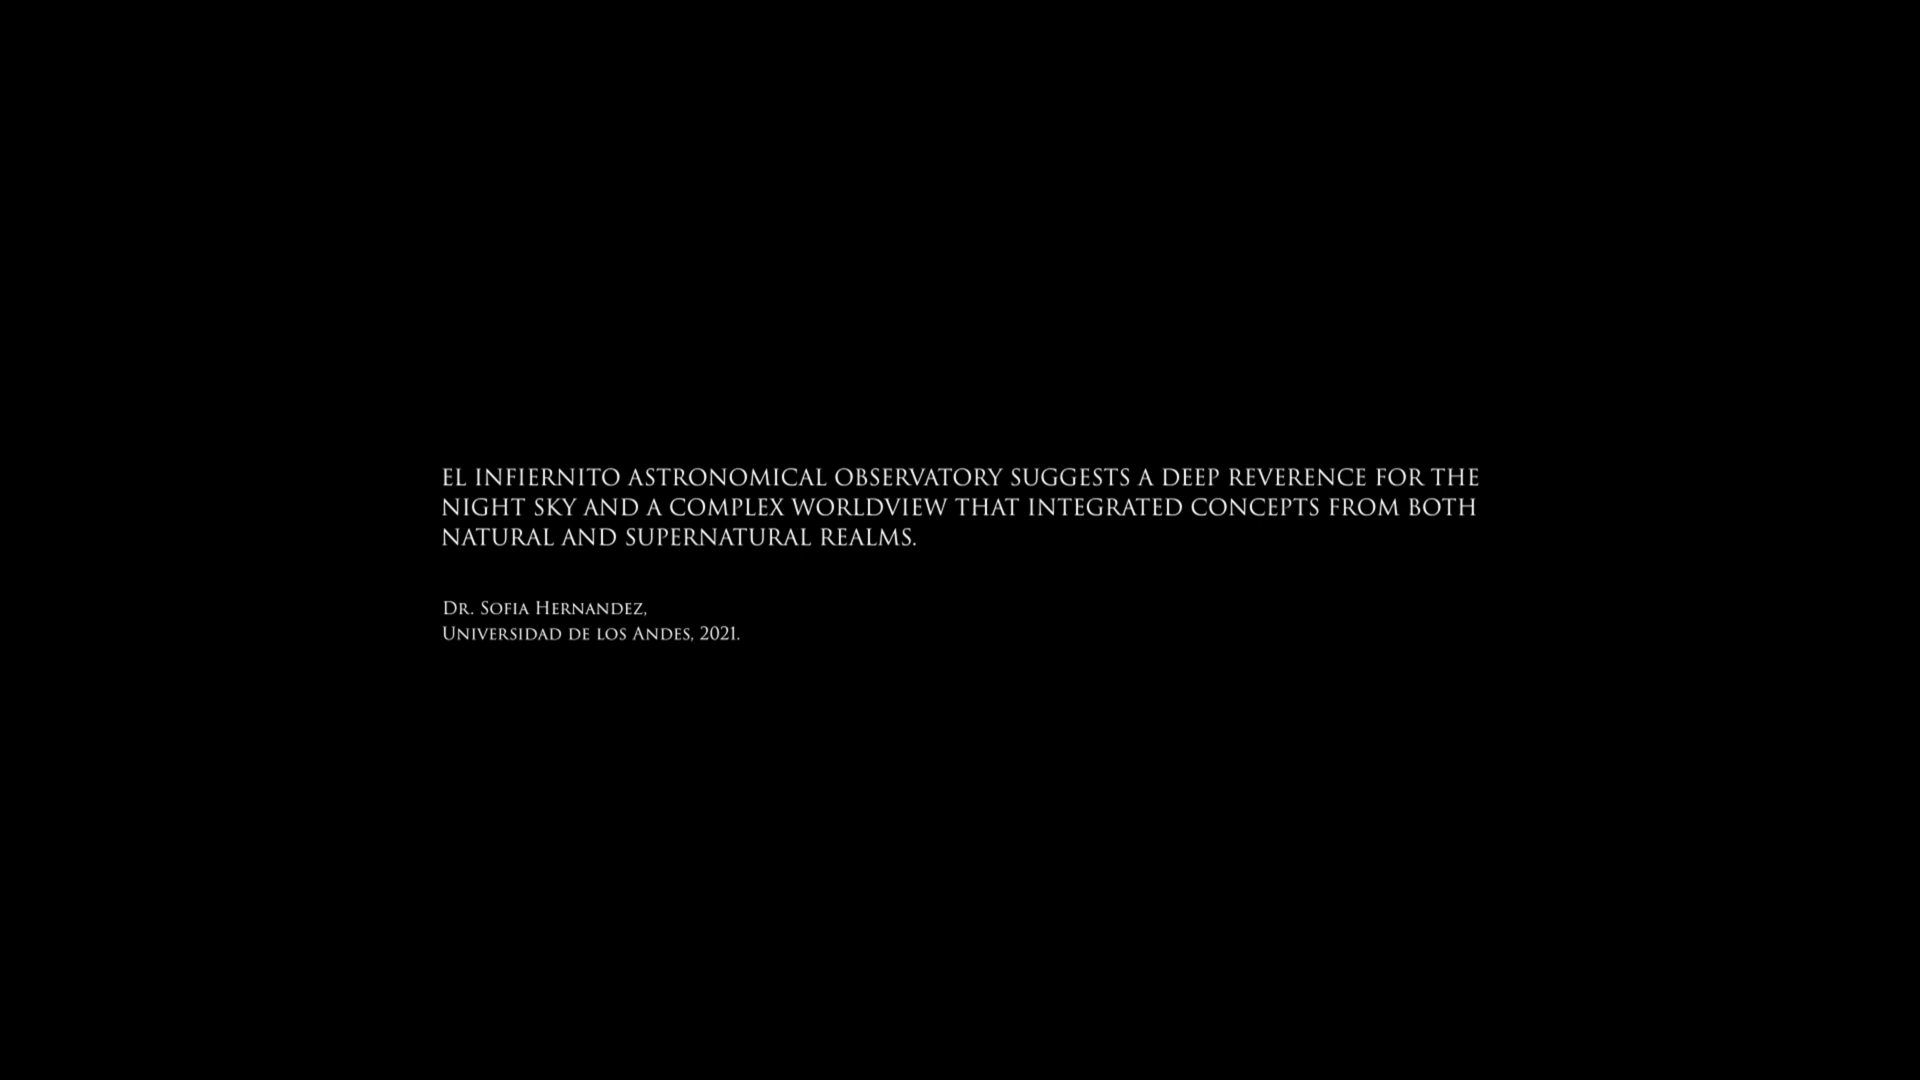 EL INFIERNITO ASTRONOMICAL OBSERVATORY SUGGESTS A DEEP REVERENCE FOR THE
NIGHT SKY AND A COMPLEX WORLDVIEW THAT INTEGRATED CONCEPTS FROM BOTH
NATURAL AND SUPERNATURAL REALMS.
Dr. Sofia Hernandez,
Universidad de los Andes, 2021.